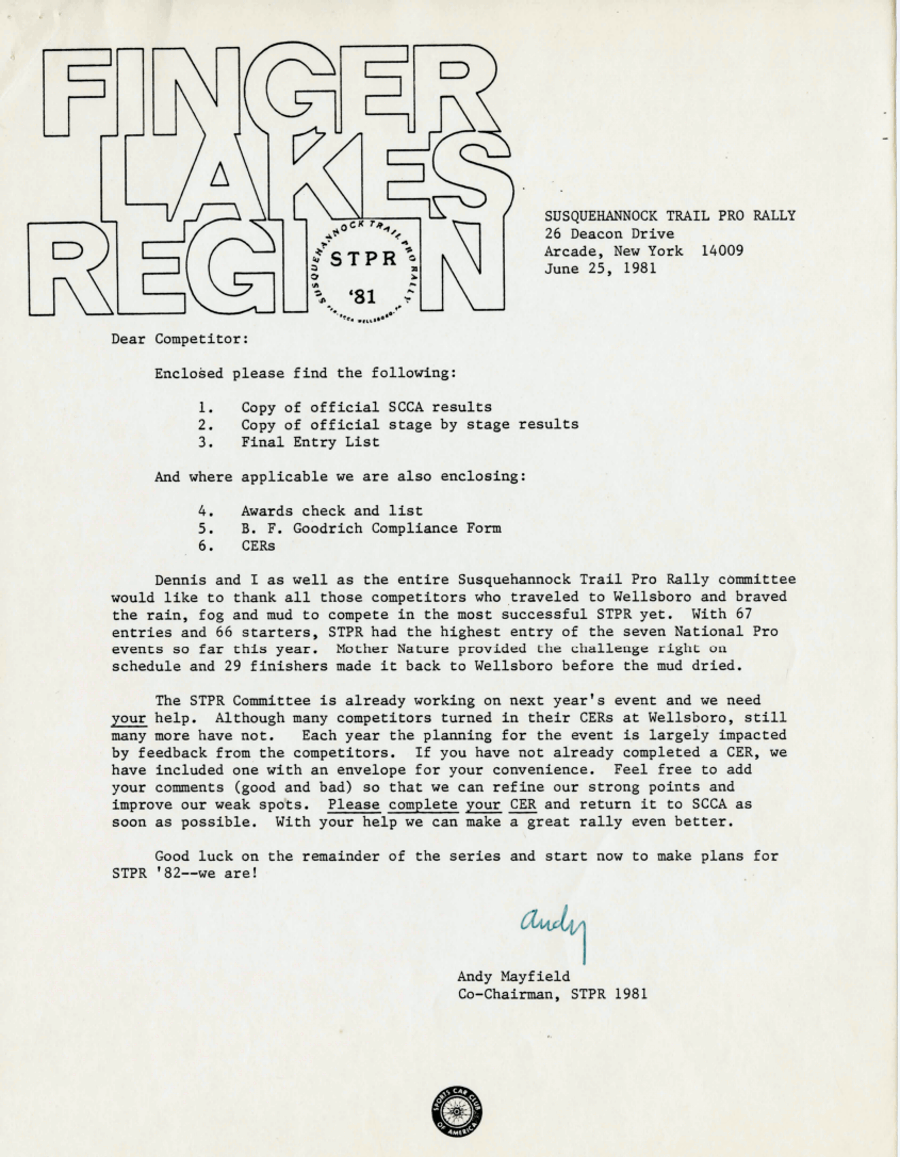 FINGER
LAKES
REGION
SUSQUEHANNOCK TRAIL PRO RALLY
STPR
'81
SUSQUEHANNOCK TRAIL PRO RALLY
26 Deacon Drive
Arcade, New York  14009
June 25, 1981
Dear Competitor:
Enclosed please find the following:
1.   Copy of official SCCA results
2.   Copy of official stage by stage results
3.   Final Entry List
And where applicable we are also enclosing:
4.   Awards check and list
5.   B. F. Goodrich Compliance Form
6.   CERs
Dennis and I as well as the entire Susquehannock Trail Pro Rally committee
would like to thank all those competitors who traveled to Wellsboro and braved
the rain, fog and mud to compete in the most successful STPR yet.  With 67
entries and 66 starters, STPR had the highest entry of the seven National Pro
events so far this year.  Mother Nature provided the challenge right on
schedule and 29 finishers made it back to Wellsboro before the mud dried.
The STPR Committee is already working on next year's event and we need
your help.  Although many competitors turned in their CERs at Wellsboro, still
many more have not.   Each year the planning for the event is largely impacted
by feedback from the competitors.  If you have not already completed a CER, we
have included one with an envelope for your convenience.  Feel free to add
your comments (good and bad) so that we can refine our strong points and
improve our weak spots.  Please complete your CER and return it to SCCA as
soon as possible.  With your help we can make a great rally even better.
Good luck on the remainder of the series and start now to make plans for
STPR '82--we are!
Andy
Andy Mayfield
Co-Chairman, STPR 1981
SPORTS CAR CLUB
OF AMERICA